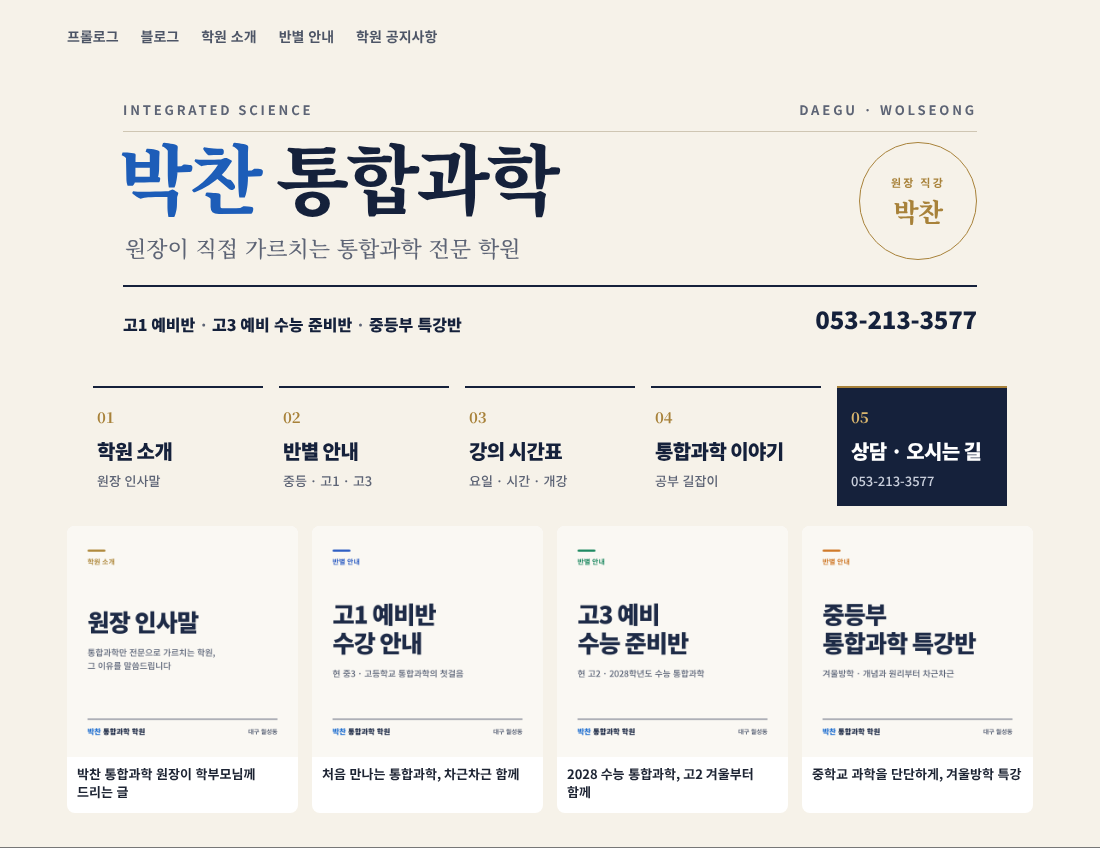 프롤로그 블로그 학원 소개 반별 안내 학원 공지사항
INTEGRATED SCIENCE
DAEGU · WOLSEONG
박찬 통합과학
원장이 직접 가르치는 통합과학 전문 학원
원장 직강
박찬
고1 예비반 · 고3 예비 수능 준비반 · 중등부 특강반
053-213-3577
01
학원 소개
원장 인사말
02
반별 안내
중등 · 고1 · 고3
03
강의 시간표
요일 · 시간 · 개강
04
통합과학 이야기
공부 길잡이
05
상담 · 오시는 길
053-213-3577
학원 소개
원장 인사말
통합과학만 전문으로 가르치는 학원,
그 이유를 말씀드립니다
박찬 통합과학 학원
대구 월성동
박찬 통합과학 원장이 학부모님께
드리는 글
반별 안내
고1 예비반
수강 안내
현 중3 · 고등학교 통합과학의 첫걸음
박찬 통합과학 학원
대구 월성동
처음 만나는 통합과학, 차근차근 함께
반별 안내
고3 예비
수능 준비반
현 고2 · 2028학년도 수능 통합과학
박찬 통합과학 학원
대구 월성동
2028 수능 통합과학, 고2 겨울부터
함께
반별 안내
중등부
통합과학 특강반
겨울방학 · 개념과 원리부터 차근차근
박찬 통합과학 학원
대구 월성동
중학교 과학을 단단하게, 겨울방학 특강